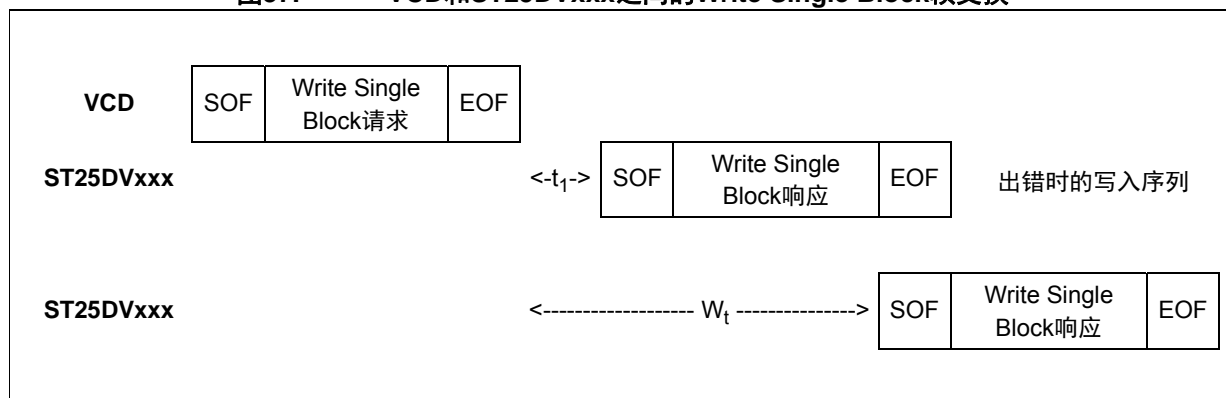 VCD
SOF
Write Single
Block请求
EOF
ST25DVxxx
<-t1->
SOF
Write Single
Block响应
EOF
出错时的写入序列
ST25DVxxx
<------------------- Wt --------------->
SOF
Write Single
Block响应
EOF